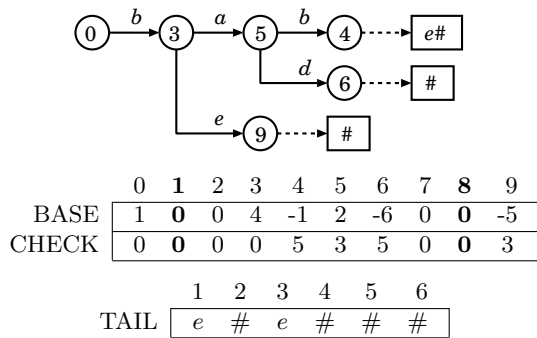 b a b
0 3 5 4 e#
d
6 #
e
9 #
0 1 2 3 4 5 6 7 8 9
BASE 1 0 0 4 -1 2 -6 0 0 -5
CHECK 0 0 0 0 5 3 5 0 0 3
1 2 3 4 5 6
TAIL e # e # # #